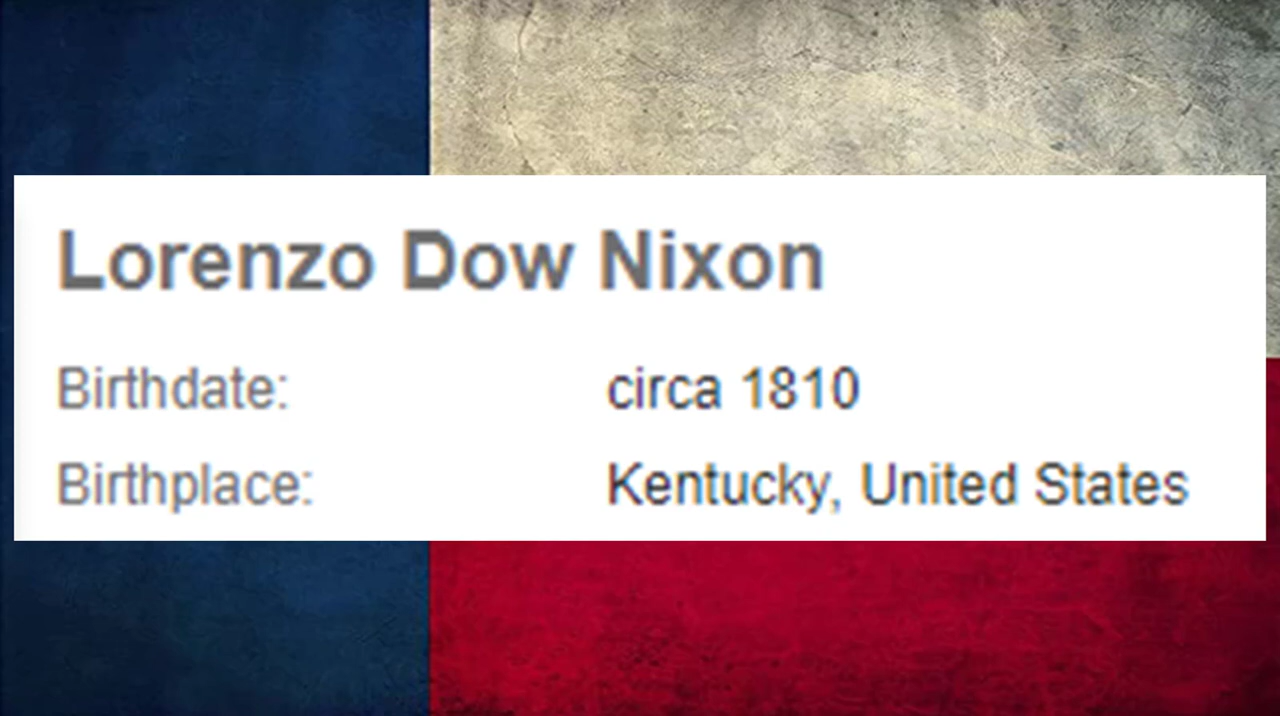 Lorenzo Dow Nixon
Birthdate: circa 1810
Birthplace: Kentucky, United States